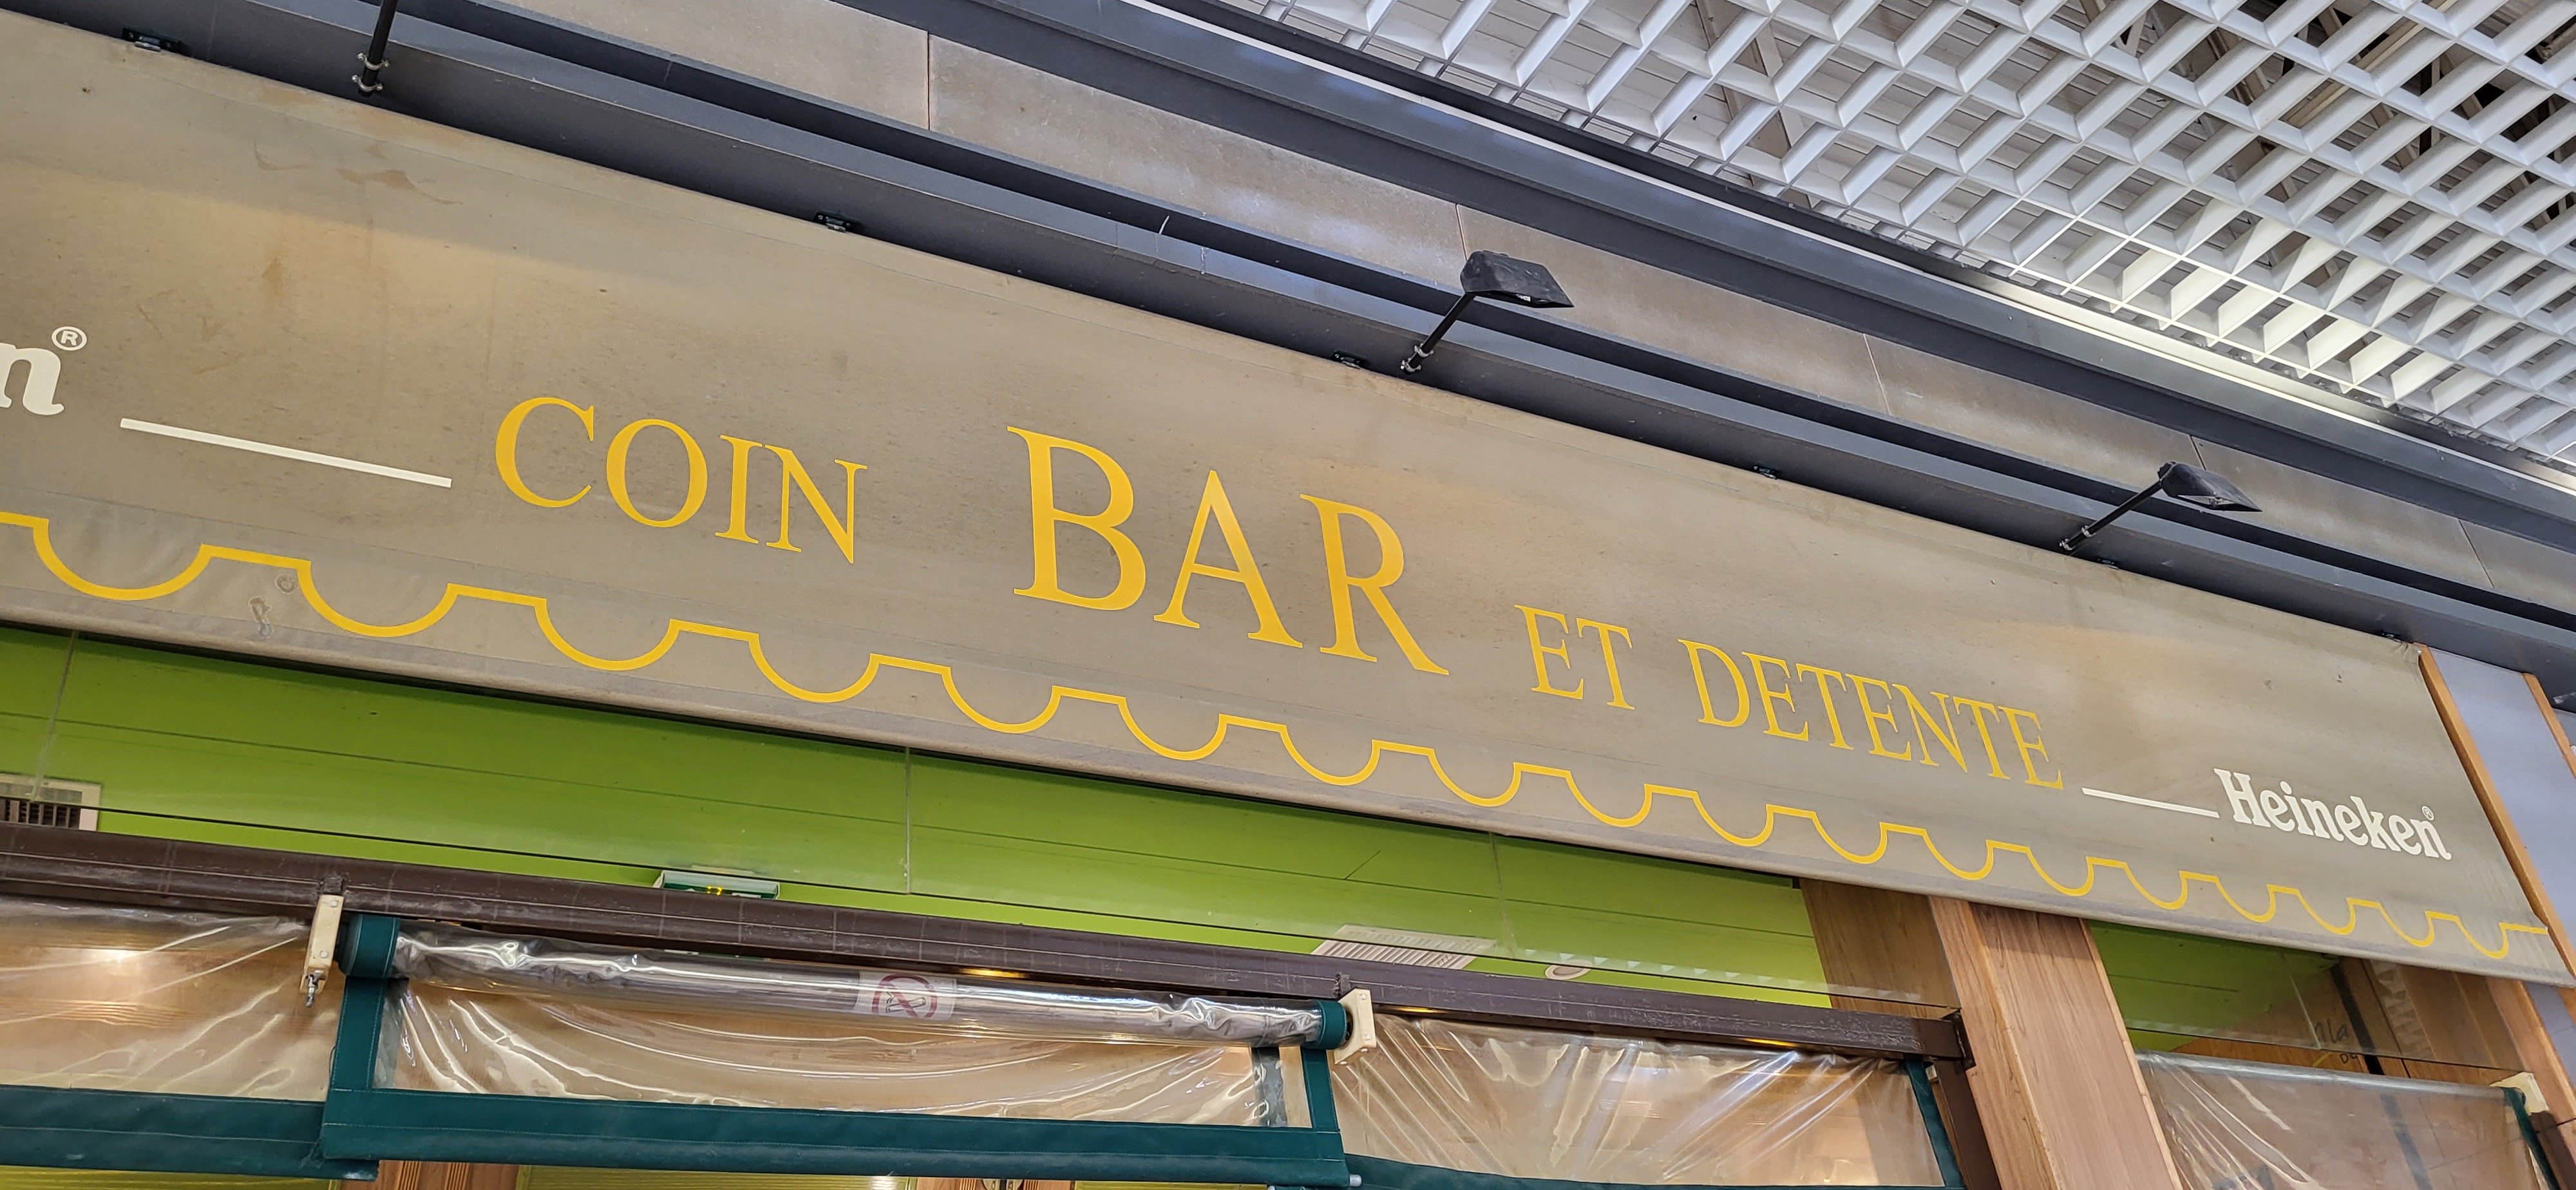 n®
COIN BAR ET DETENTE
Heineken®